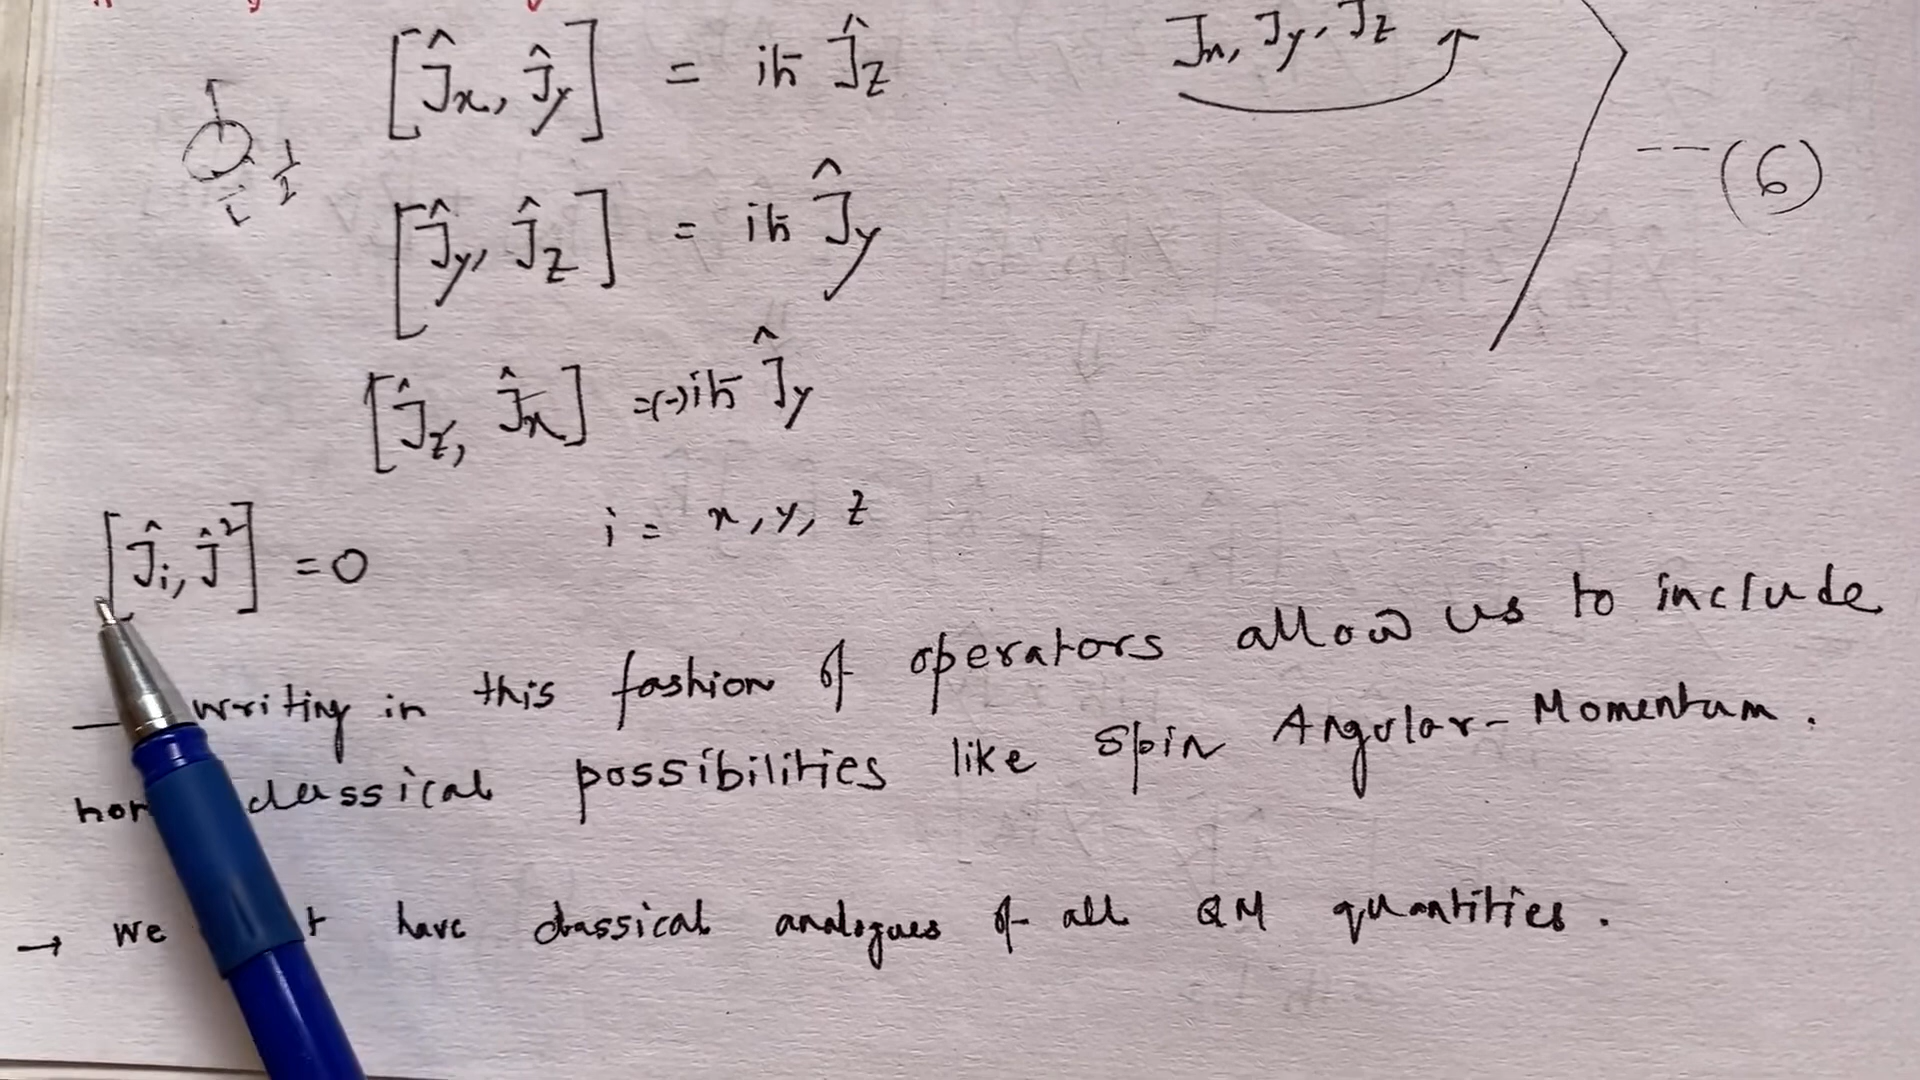 [Ĵx, Ĵy] = iħ Ĵz
Jx, Jy, Jz
--(6)
1/2
[Ĵy, Ĵz] = iħ Ĵy
[Ĵz, Ĵx] =(-)iħ Ĵy
[Ĵi, Ĵ²] = 0
i = x, y, z
writing in this fashion of operators allow us to include
classical possibilities like spin Angular-Momentum.
→ we have classical analogues of all QM quantities.